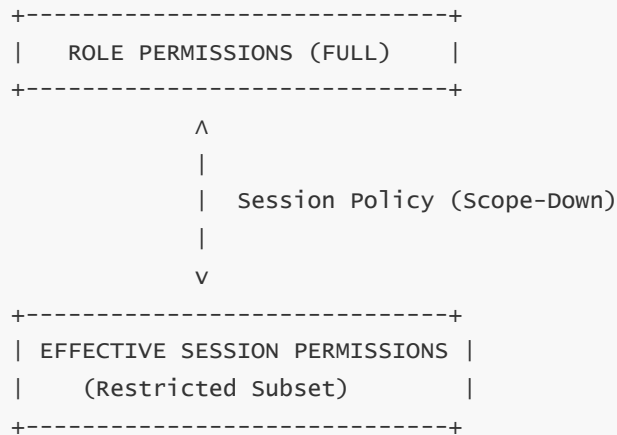 +------------------------------+
|   ROLE PERMISSIONS (FULL)    |
+------------------------------+
             ^
             |
             |  Session Policy (Scope-Down)
             |
             v
+------------------------------+
| EFFECTIVE SESSION PERMISSIONS |
|     (Restricted Subset)       |
+------------------------------+